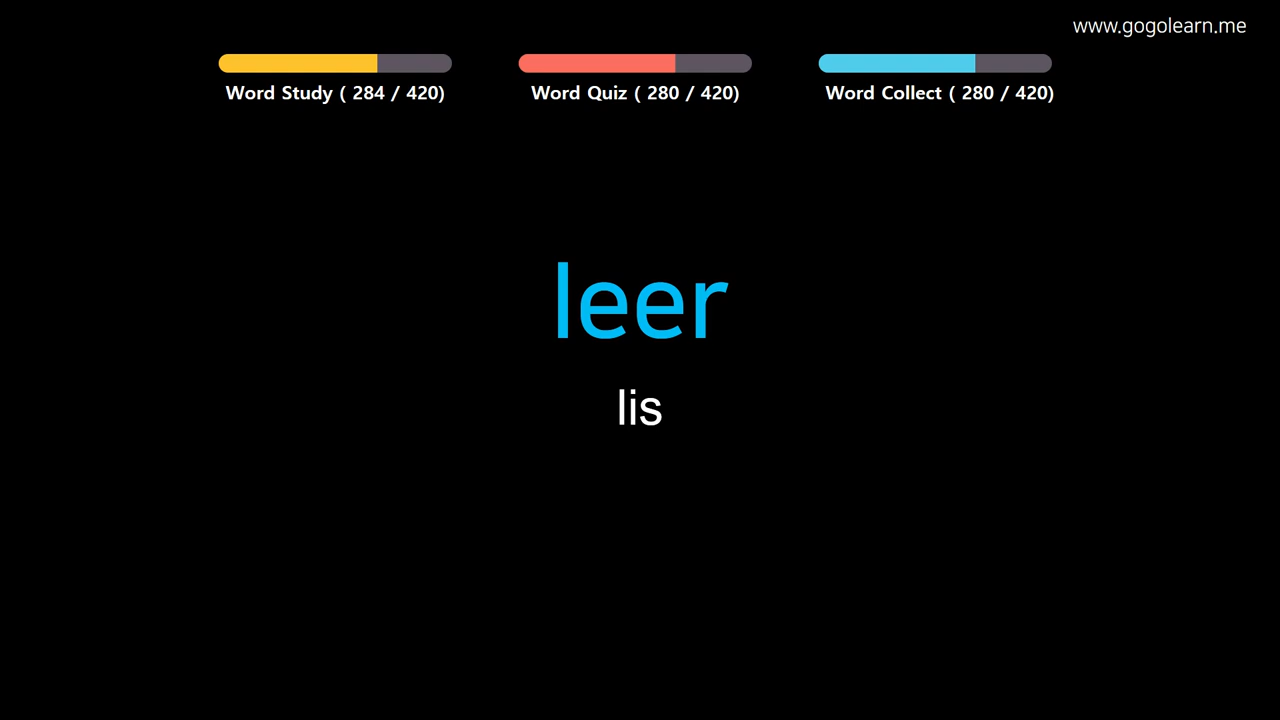 www.gogolearn.me
Word Study ( 284 / 420)
Word Quiz ( 280 / 420)
Word Collect ( 280 / 420)
leer
lis